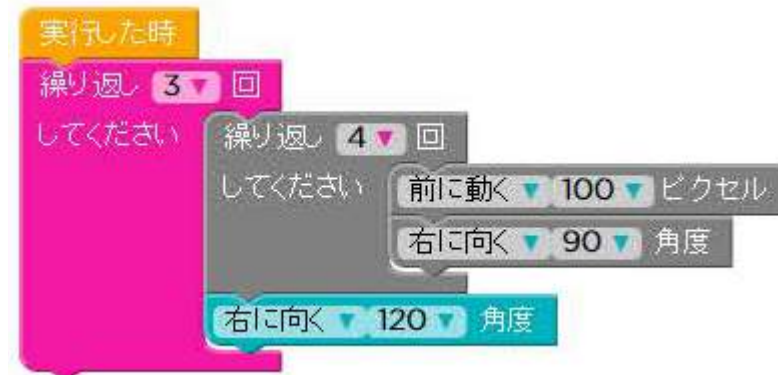 実行した時
繰り返し 3▼ 回
してください
繰り返し 4▼ 回
してください
前に動く▼ 100▼ ピクセル
右に向く▼ 90▼ 角度
右に向く▼ 120▼ 角度